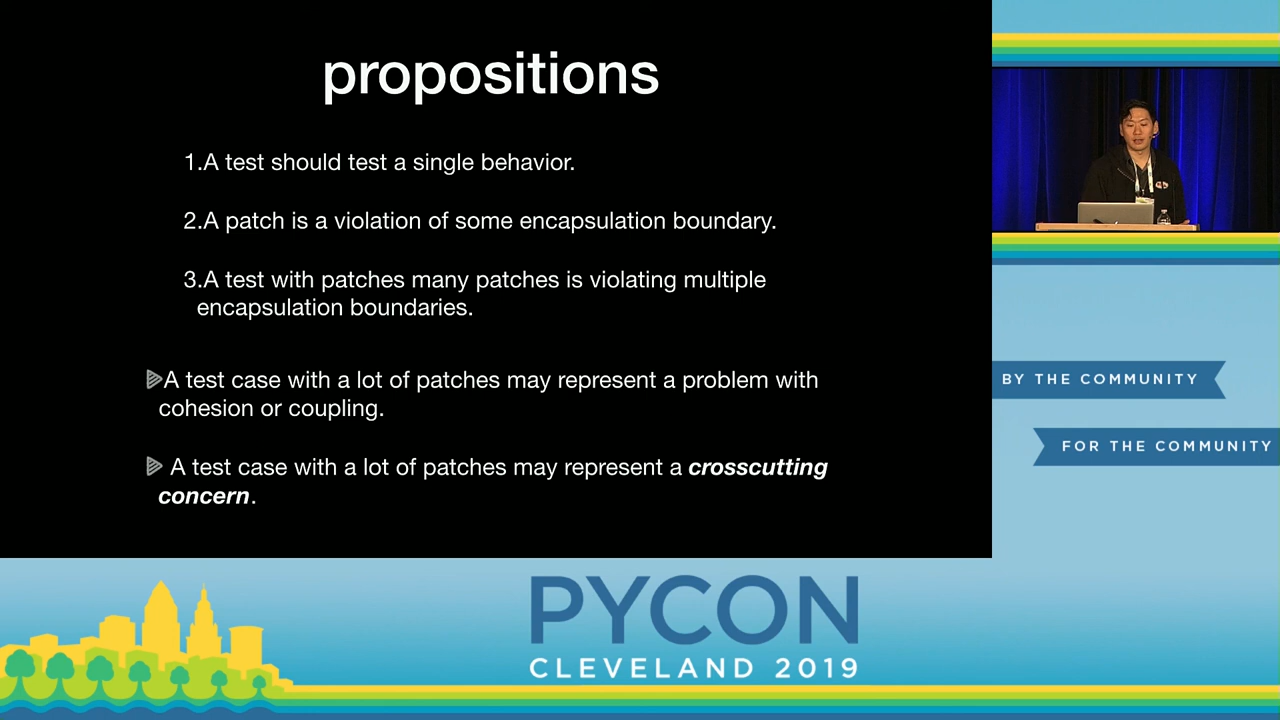 propositions
1.A test should test a single behavior.
2.A patch is a violation of some encapsulation boundary.
3.A test with patches many patches is violating multiple
encapsulation boundaries.
A test case with a lot of patches may represent a problem with
cohesion or coupling.
A test case with a lot of patches may represent a crosscutting
concern.
BY THE COMMUNITY
FOR THE COMMUNITY
PYCON
CLEVELAND 2019